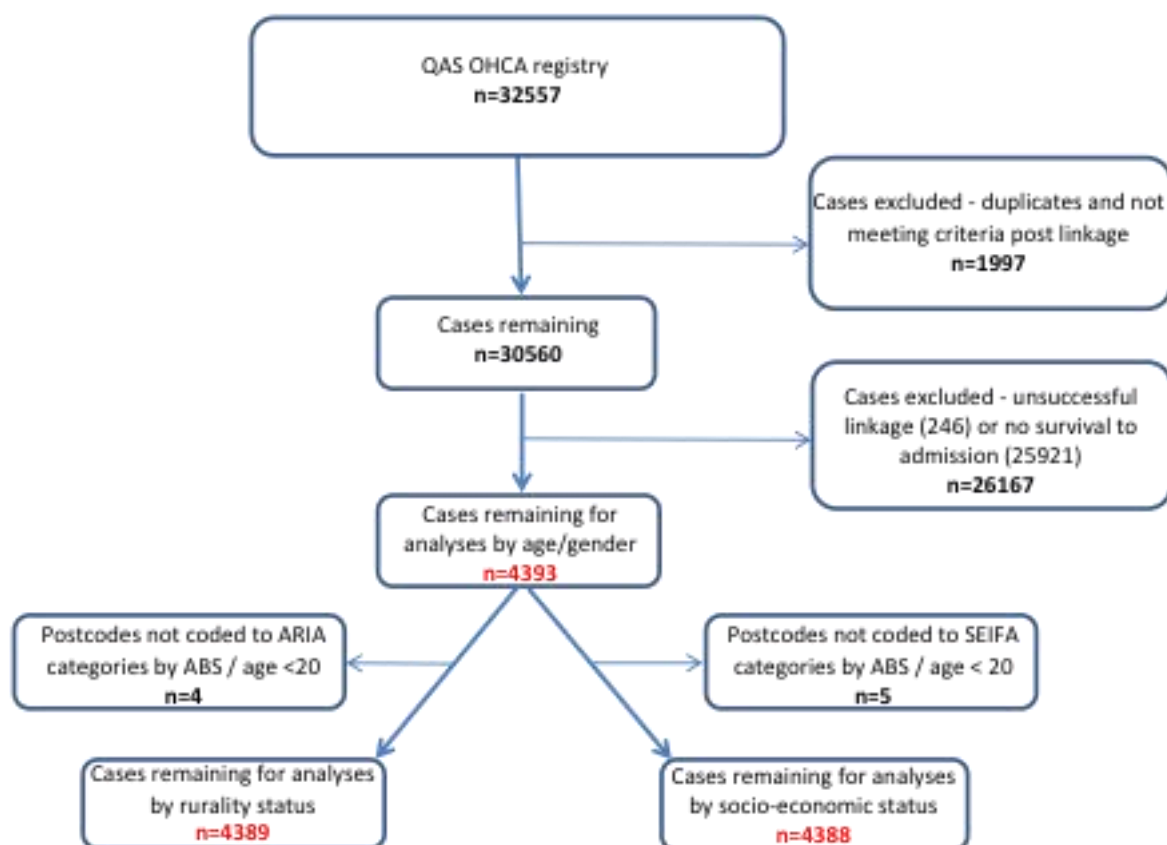 QAS OHCA registry
n=32557
Cases excluded - duplicates and not
meeting criteria post linkage
n=1997
Cases remaining
n=30560
Cases excluded - unsuccessful
linkage (246) or no survival to
admission (25921)
n=26167
Cases remaining for
analyses by age/gender
n=4393
Postcodes not coded to ARIA
categories by ABS / age <20
n=4
Postcodes not coded to SEIFA
categories by ABS / age < 20
n=5
Cases remaining for analyses
by rurality status
n=4389
Cases remaining for analyses
by socio-economic status
n=4388